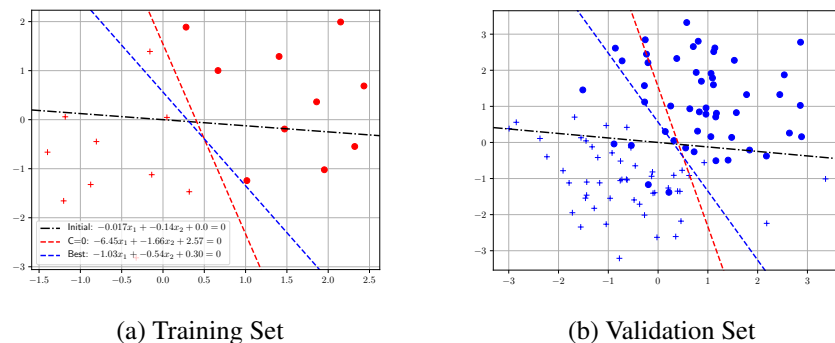 2
1
0
−1
−2
−3
−1.5 −1.0 −0.5 0.0 0.5 1.0 1.5 2.0 2.5
Initial: −0.017x₁ + −0.14x₂ + 0.0 = 0
C=0: −6.45x₁ + −1.66x₂ + 2.57 = 0
Best: −1.03x₁ + −0.54x₂ + 0.30 = 0
(a) Training Set
3
2
1
0
−1
−2
−3
−3 −2 −1 0 1 2 3
(b) Validation Set